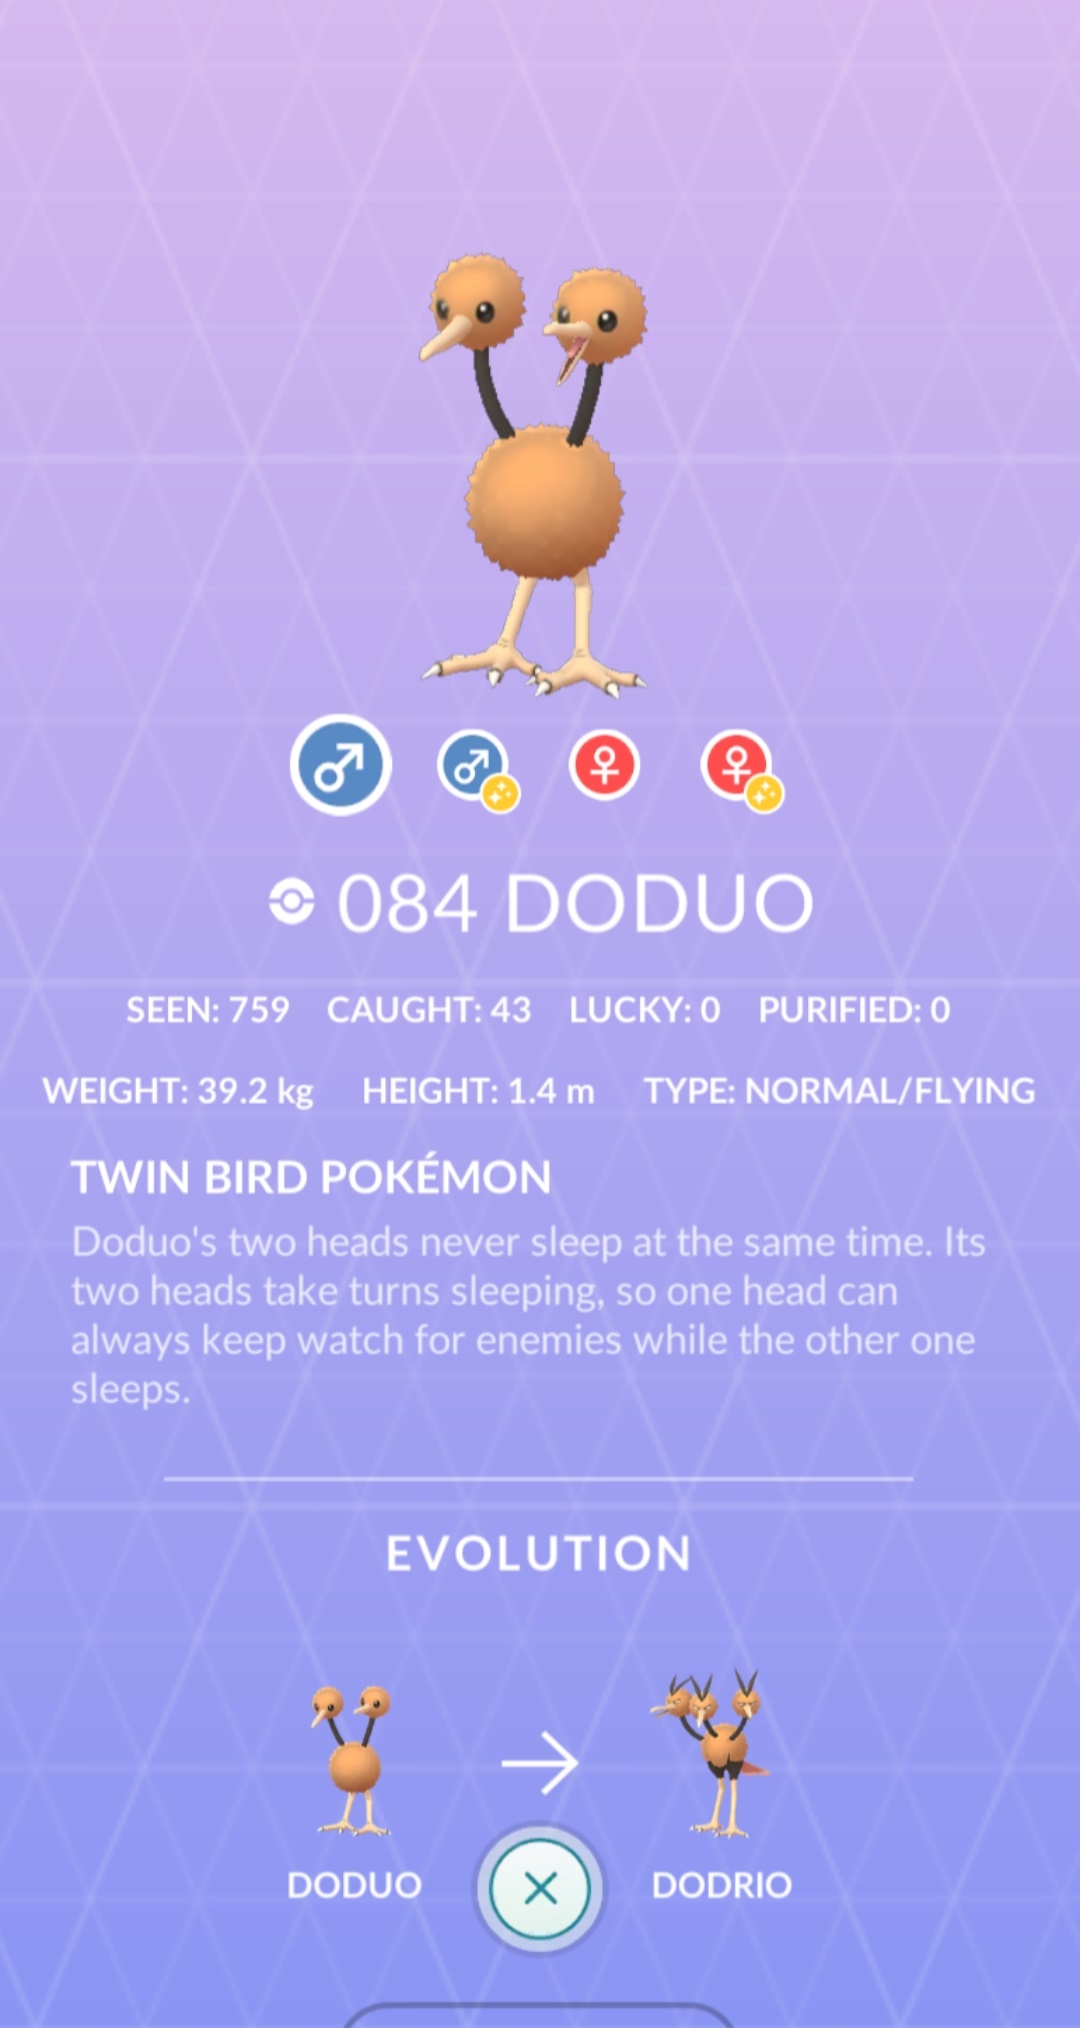 084 DODUO
SEEN: 759 CAUGHT: 43 LUCKY: 0 PURIFIED: 0
WEIGHT: 39.2 kg HEIGHT: 1.4 m TYPE: NORMAL/FLYING
TWIN BIRD POKÉMON
Doduo's two heads never sleep at the same time. Its
two heads take turns sleeping, so one head can
always keep watch for enemies while the other one
sleeps.
EVOLUTION
DODUO DODRIO